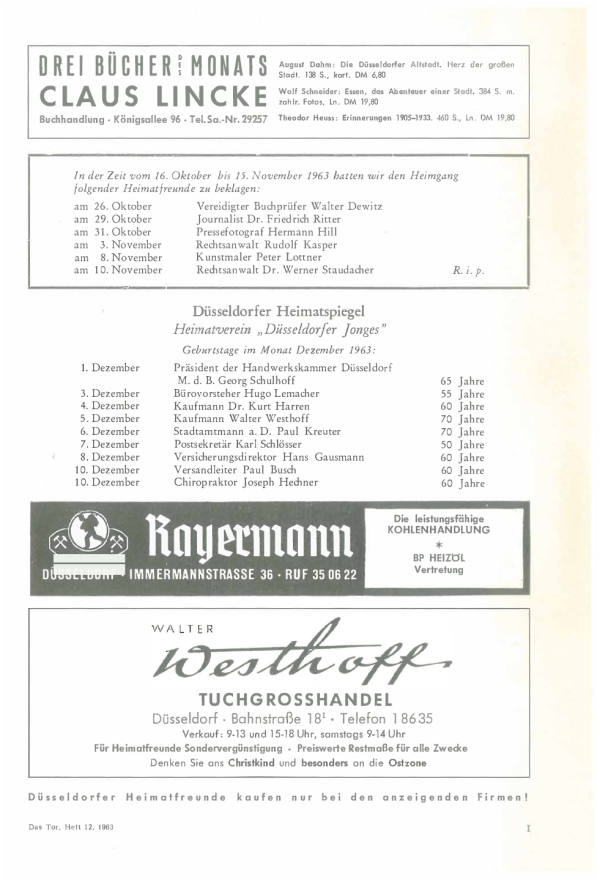 DREI BÜCHER DES MONATS
CLAUS LINCKE
Buchhandlung · Königsallee 96 · Tel.Sa.-Nr. 29257
August Dahm: Die Düsseldorfer Altstadt. Herz der großen
Stadt. 138 S., kart. DM 6,80
Wolf Schneider: Essen, das Abenteuer einer Stadt. 384 S. m.
zahlr. Fotos, Ln. DM 19,80
Theodor Heuss: Erinnerungen 1905–1933. 460 S., Ln. DM 19,80
In der Zeit vom 16. Oktober bis 15. November 1963 hatten wir den Heimgang
folgender Heimatfreunde zu beklagen:
am 26. Oktober Vereidigter Buchprüfer Walter Dewitz
am 29. Oktober Journalist Dr. Friedrich Ritter
am 31. Oktober Pressefotograf Hermann Hill
am 3. November Rechtsanwalt Rudolf Kasper
am 8. November Kunstmaler Peter Lottner
am 10. November Rechtsanwalt Dr. Werner Staudacher R. i. p.
Düsseldorfer Heimatspiegel
Heimatverein „Düsseldorfer Jonges”
Geburtstage im Monat Dezember 1963:
1. Dezember Präsident der Handwerkskammer Düsseldorf
M. d. B. Georg Schulhoff 65 Jahre
3. Dezember Bürovorsteher Hugo Lemacher 55 Jahre
4. Dezember Kaufmann Dr. Kurt Harren 60 Jahre
5. Dezember Kaufmann Walter Westhoff 70 Jahre
6. Dezember Stadtamtmann a. D. Paul Kreuter 70 Jahre
7. Dezember Postsekretär Karl Schlösser 50 Jahre
8. Dezember Versicherungsdirektor Hans Gausmann 60 Jahre
10. Dezember Versandleiter Paul Busch 60 Jahre
10. Dezember Chiropraktor Joseph Hechner 60 Jahre
Kayermann
DÜSSELDORF · IMMERMANNSTRASSE 36 · RUF 35 06 22
Die leistungsfähige
KOHLENHANDLUNG
*
BP HEIZÖL
Vertretung
WALTER
Westhoff
TUCHGROSSHANDEL
Düsseldorf · Bahnstraße 18¹ · Telefon 18635
Verkauf: 9-13 und 15-18 Uhr, samstags 9-14 Uhr
Für Heimatfreunde Sondervergünstigung · Preiswerte Restmaße für alle Zwecke
Denken Sie ans Christkind und besonders an die Ostzone
Düsseldorfer Heimatfreunde kaufen nur bei den anzeigenden Firmen!
Das Tor, Heft 12, 1963 I